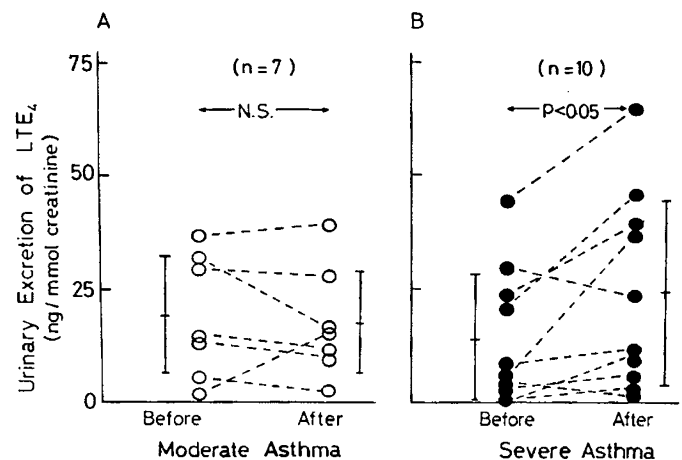 A
B
75
50
25
0
Urinary Excretion of LTE4
(ng/mmol creatinine)
(n=7)
N.S.
(n=10)
P<0.05
Before
After
Before
After
Moderate Asthma
Severe Asthma